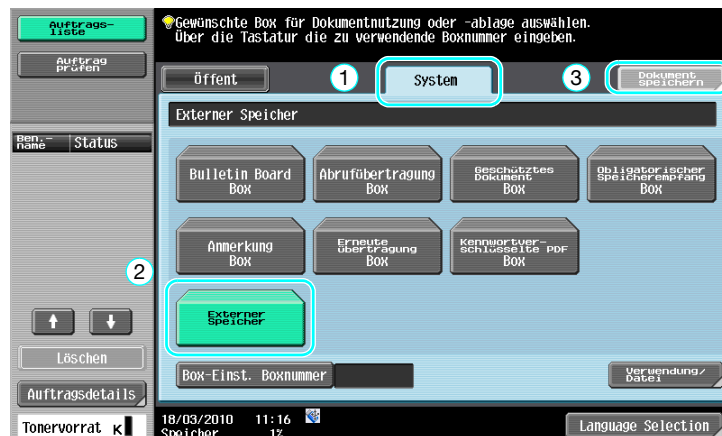 Auftrags-
liste
Auftrag
prüfen
Gewünschte Box für Dokumentnutzung oder -ablage auswählen.
Über die Tastatur die zu verwendende Boxnummer eingeben.
Öffent
1
System
3
Dokument
speichern
Externer Speicher
Ben.-
name
Status
Bulletin Board
Box
Abrufübertragung
Box
Geschütztes
Dokument
Box
Obligatorischer
Speicherempfang
Box
Anmerkung
Box
Erneute
übertragung
Box
Kennwortver-
schlüsselte PDF
Box
2
Externer
Speicher
Löschen
Box-Einst.
Boxnummer
Verwendung/
Datei
Auftragsdetails
Tonervorrat
K
18/03/2010
11:16
Speicher
1%
Language Selection